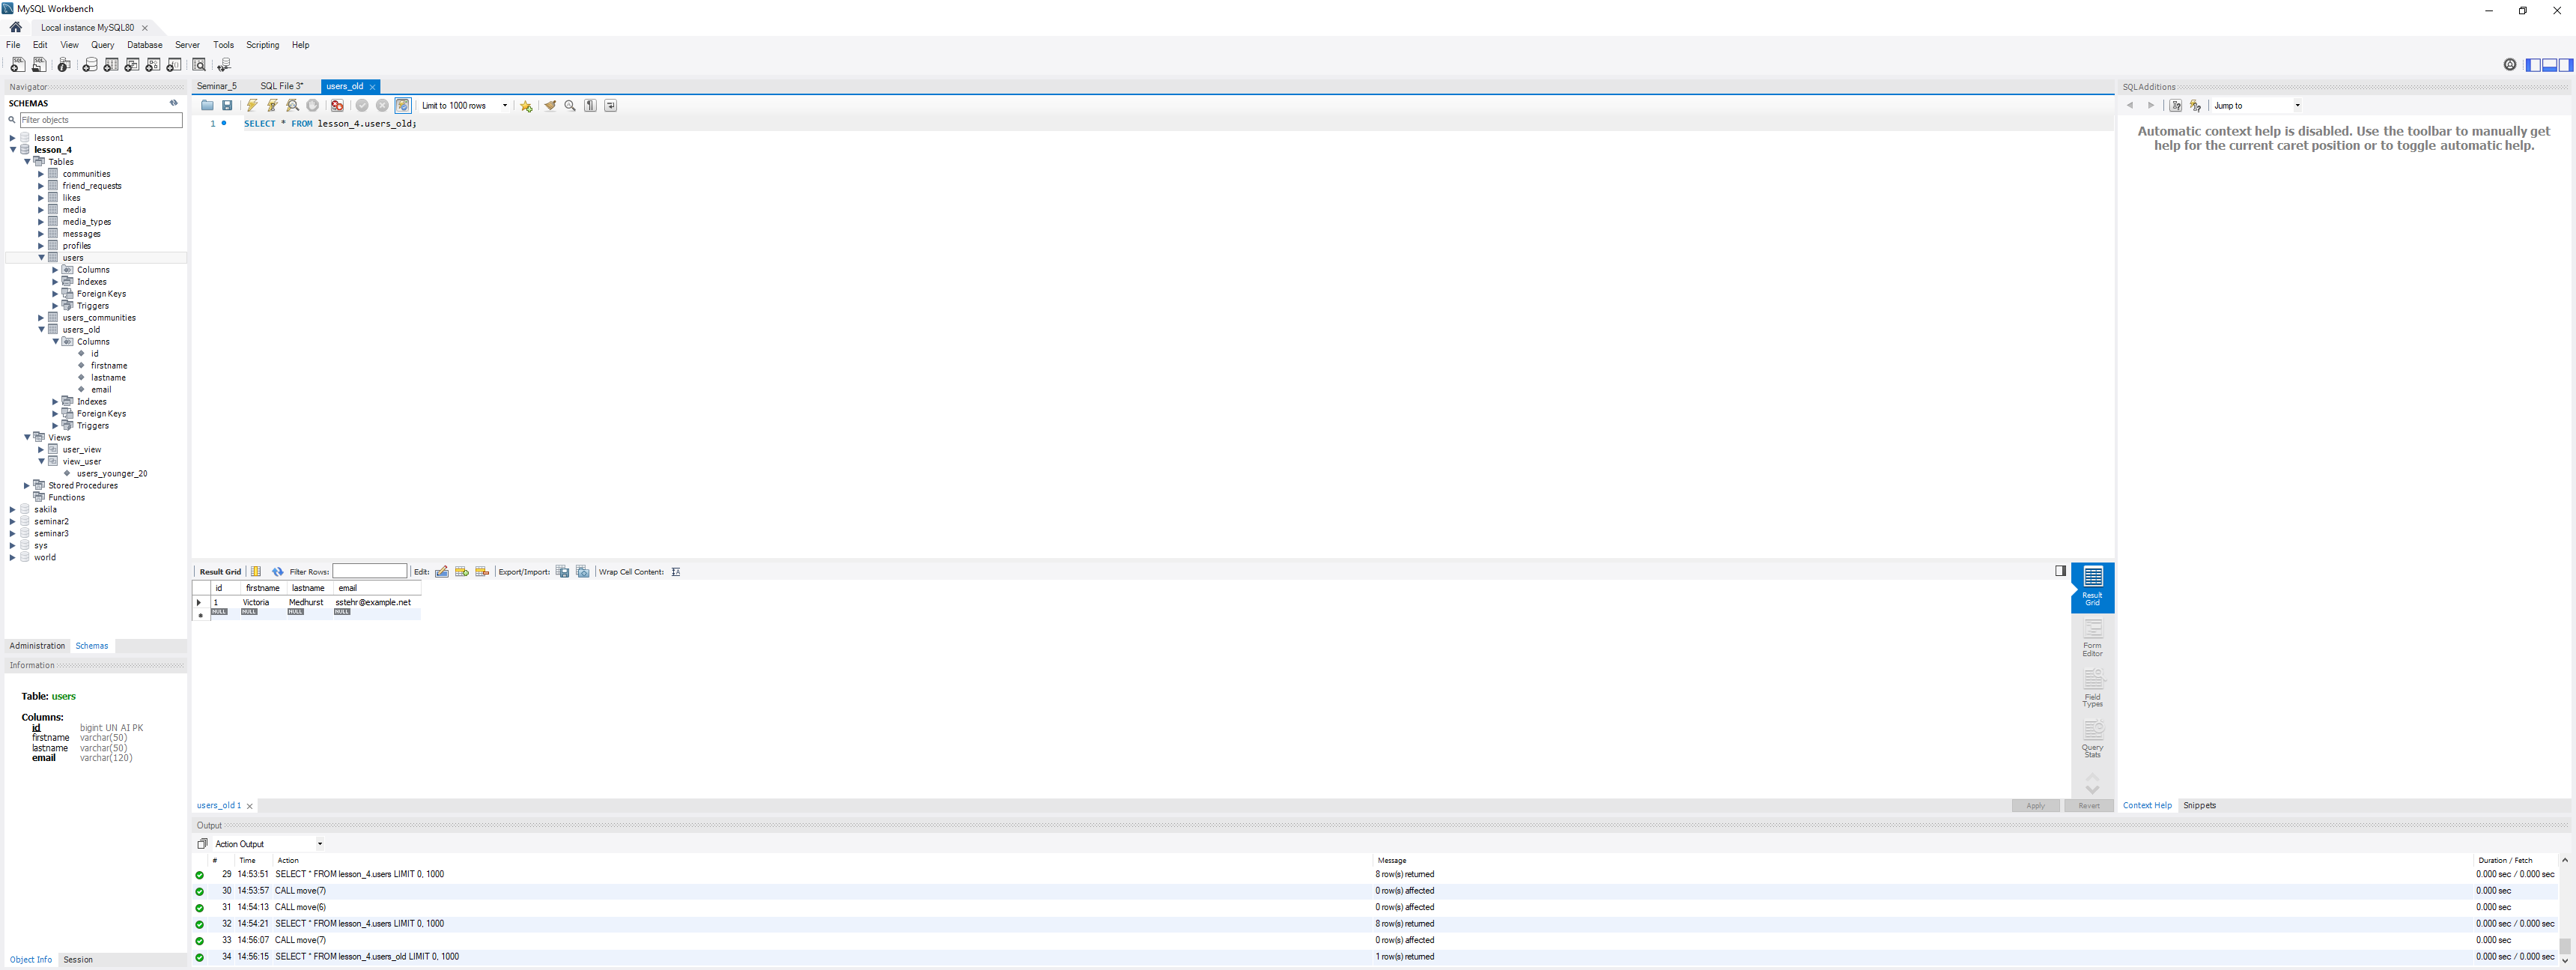 MySQL Workbench
Local instance MySQL80
File Edit View Query Database Server Tools Scripting Help
Navigator
SCHEMAS
Filter objects
lesson1
lesson_4
Tables
communities
friend_requests
likes
media
media_types
messages
profiles
users
Columns
Indexes
Foreign Keys
Triggers
users_communities
users_old
Columns
id
firstname
lastname
email
Indexes
Foreign Keys
Triggers
Views
user_view
view_user
users_younger_20
Stored Procedures
Functions
sakila
seminar2
seminar3
sys
world
Administration Schemas
Information
Table: users
Columns:
id bigint UN AI PK
firstname varchar(50)
lastname varchar(50)
email varchar(120)
Object Info Session
Seminar_5 SQL File 3* users_old
Limit to 1000 rows
1 SELECT * FROM lesson_4.users_old;
Result Grid Filter Rows: Edit: Export/Import: Wrap Cell Content:
id firstname lastname email
1 Victoria Medhurst sstehr@example.net
NULL NULL NULL NULL
Result Grid
Form Editor
Field Types
Query Stats
users_old 1
Apply Revert
SQLAdditions
Jump to
Automatic context help is disabled. Use the toolbar to manually get
help for the current caret position or to toggle automatic help.
Context Help Snippets
Output
Action Output
# Time Action Message Duration / Fetch
29 14:53:51 SELECT * FROM lesson_4.users LIMIT 0, 1000 8 row(s) returned 0.000 sec / 0.000 sec
30 14:53:57 CALL move(7) 0 row(s) affected 0.000 sec
31 14:54:13 CALL move(6) 0 row(s) affected 0.000 sec
32 14:54:21 SELECT * FROM lesson_4.users LIMIT 0, 1000 8 row(s) returned 0.000 sec / 0.000 sec
33 14:56:07 CALL move(7) 0 row(s) affected 0.000 sec
34 14:56:15 SELECT * FROM lesson_4.users_old LIMIT 0, 1000 1 row(s) returned 0.000 sec / 0.000 sec